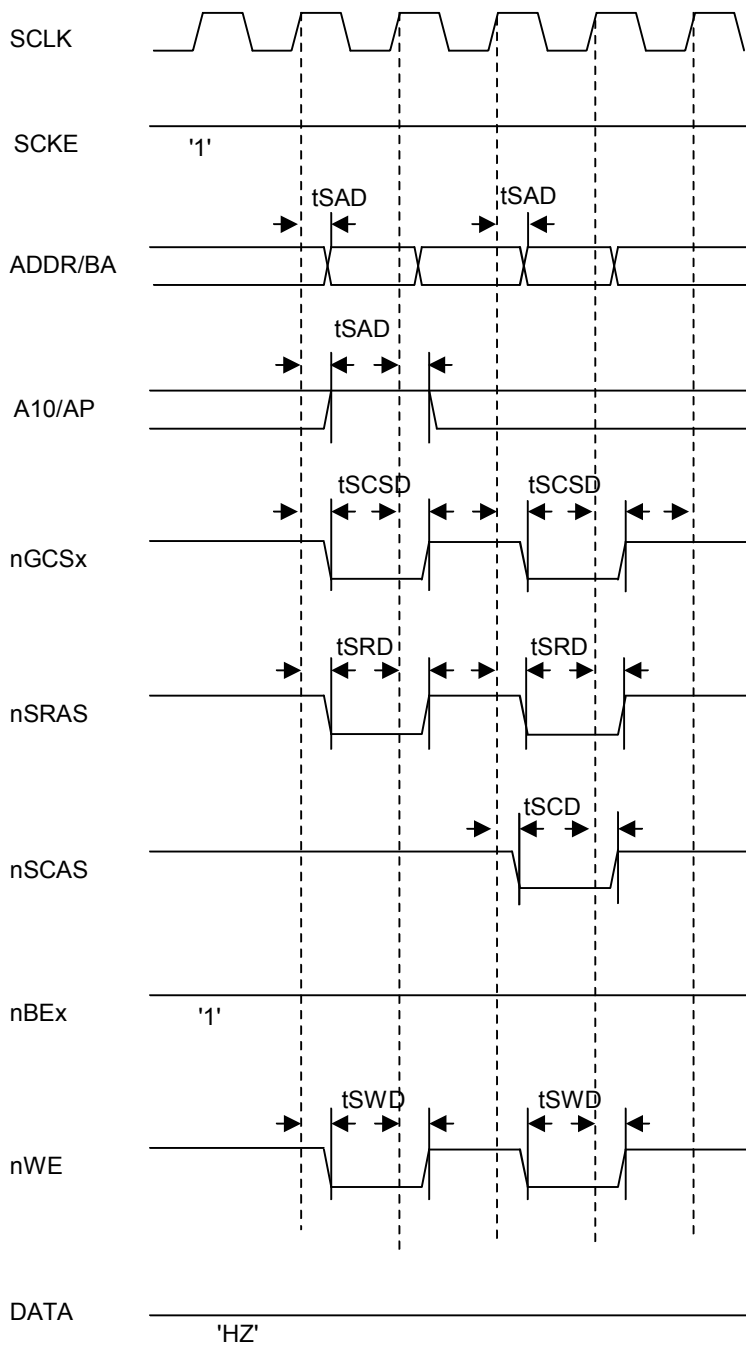 SCLK
SCKE
'1'
tSAD
tSAD
ADDR/BA
tSAD
A10/AP
tSCSD
tSCSD
nGCSx
tSRD
tSRD
nSRAS
tSCD
nSCAS
nBEx
'1'
tSWD
tSWD
nWE
DATA
'HZ'